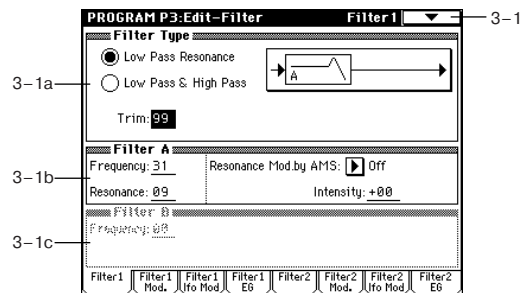 PROGRAM P3:Edit-Filter Filter1 3-1
Filter Type
Low Pass Resonance
A
3-1a
Low Pass & High Pass
Trim: 99
Filter A
Frequency: 31 Resonance Mod.by AMS: Off
3-1b
Resonance: 09 Intensity: +00
Filter B
Frequency: 00
3-1c
Filter1 Filter1 Mod. Filter1 lfo Mod. Filter1 EG Filter2 Filter2 Mod. Filter2 lfo Mod. Filter2 EG